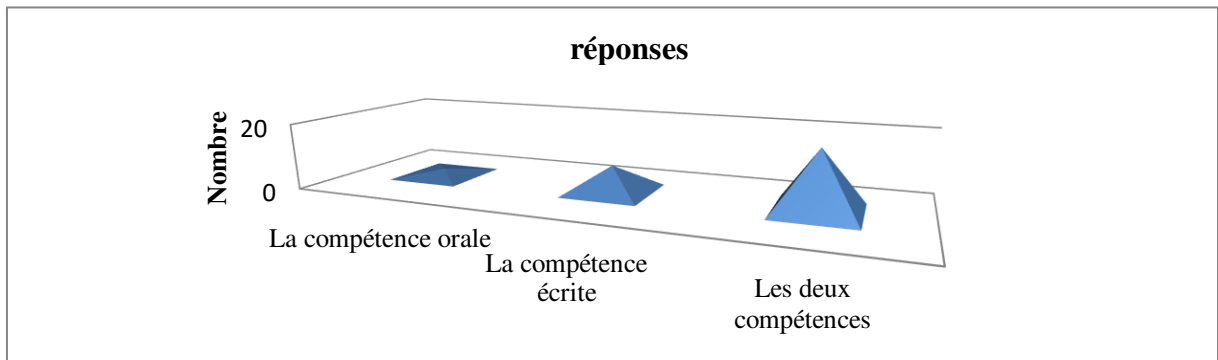 réponses
Nombre
20
0
La compétence orale
La compétence
écrite
Les deux
compétences